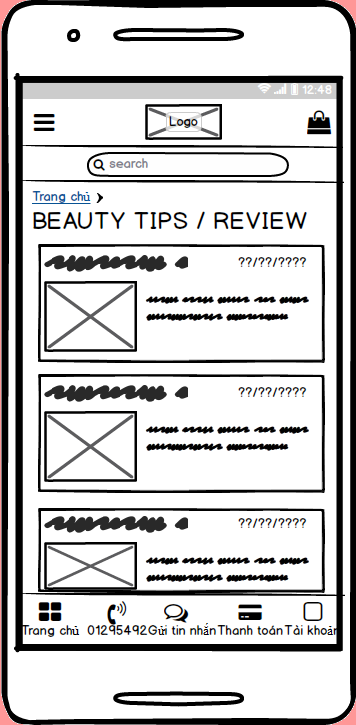 12:48
Logo
search
Trang chủ
BEAUTY TIPS / REVIEW
??/??/????
??/??/????
??/??/????
Trang chủ 01295492 Gửi tin nhắn Thanh toán Tài khoản